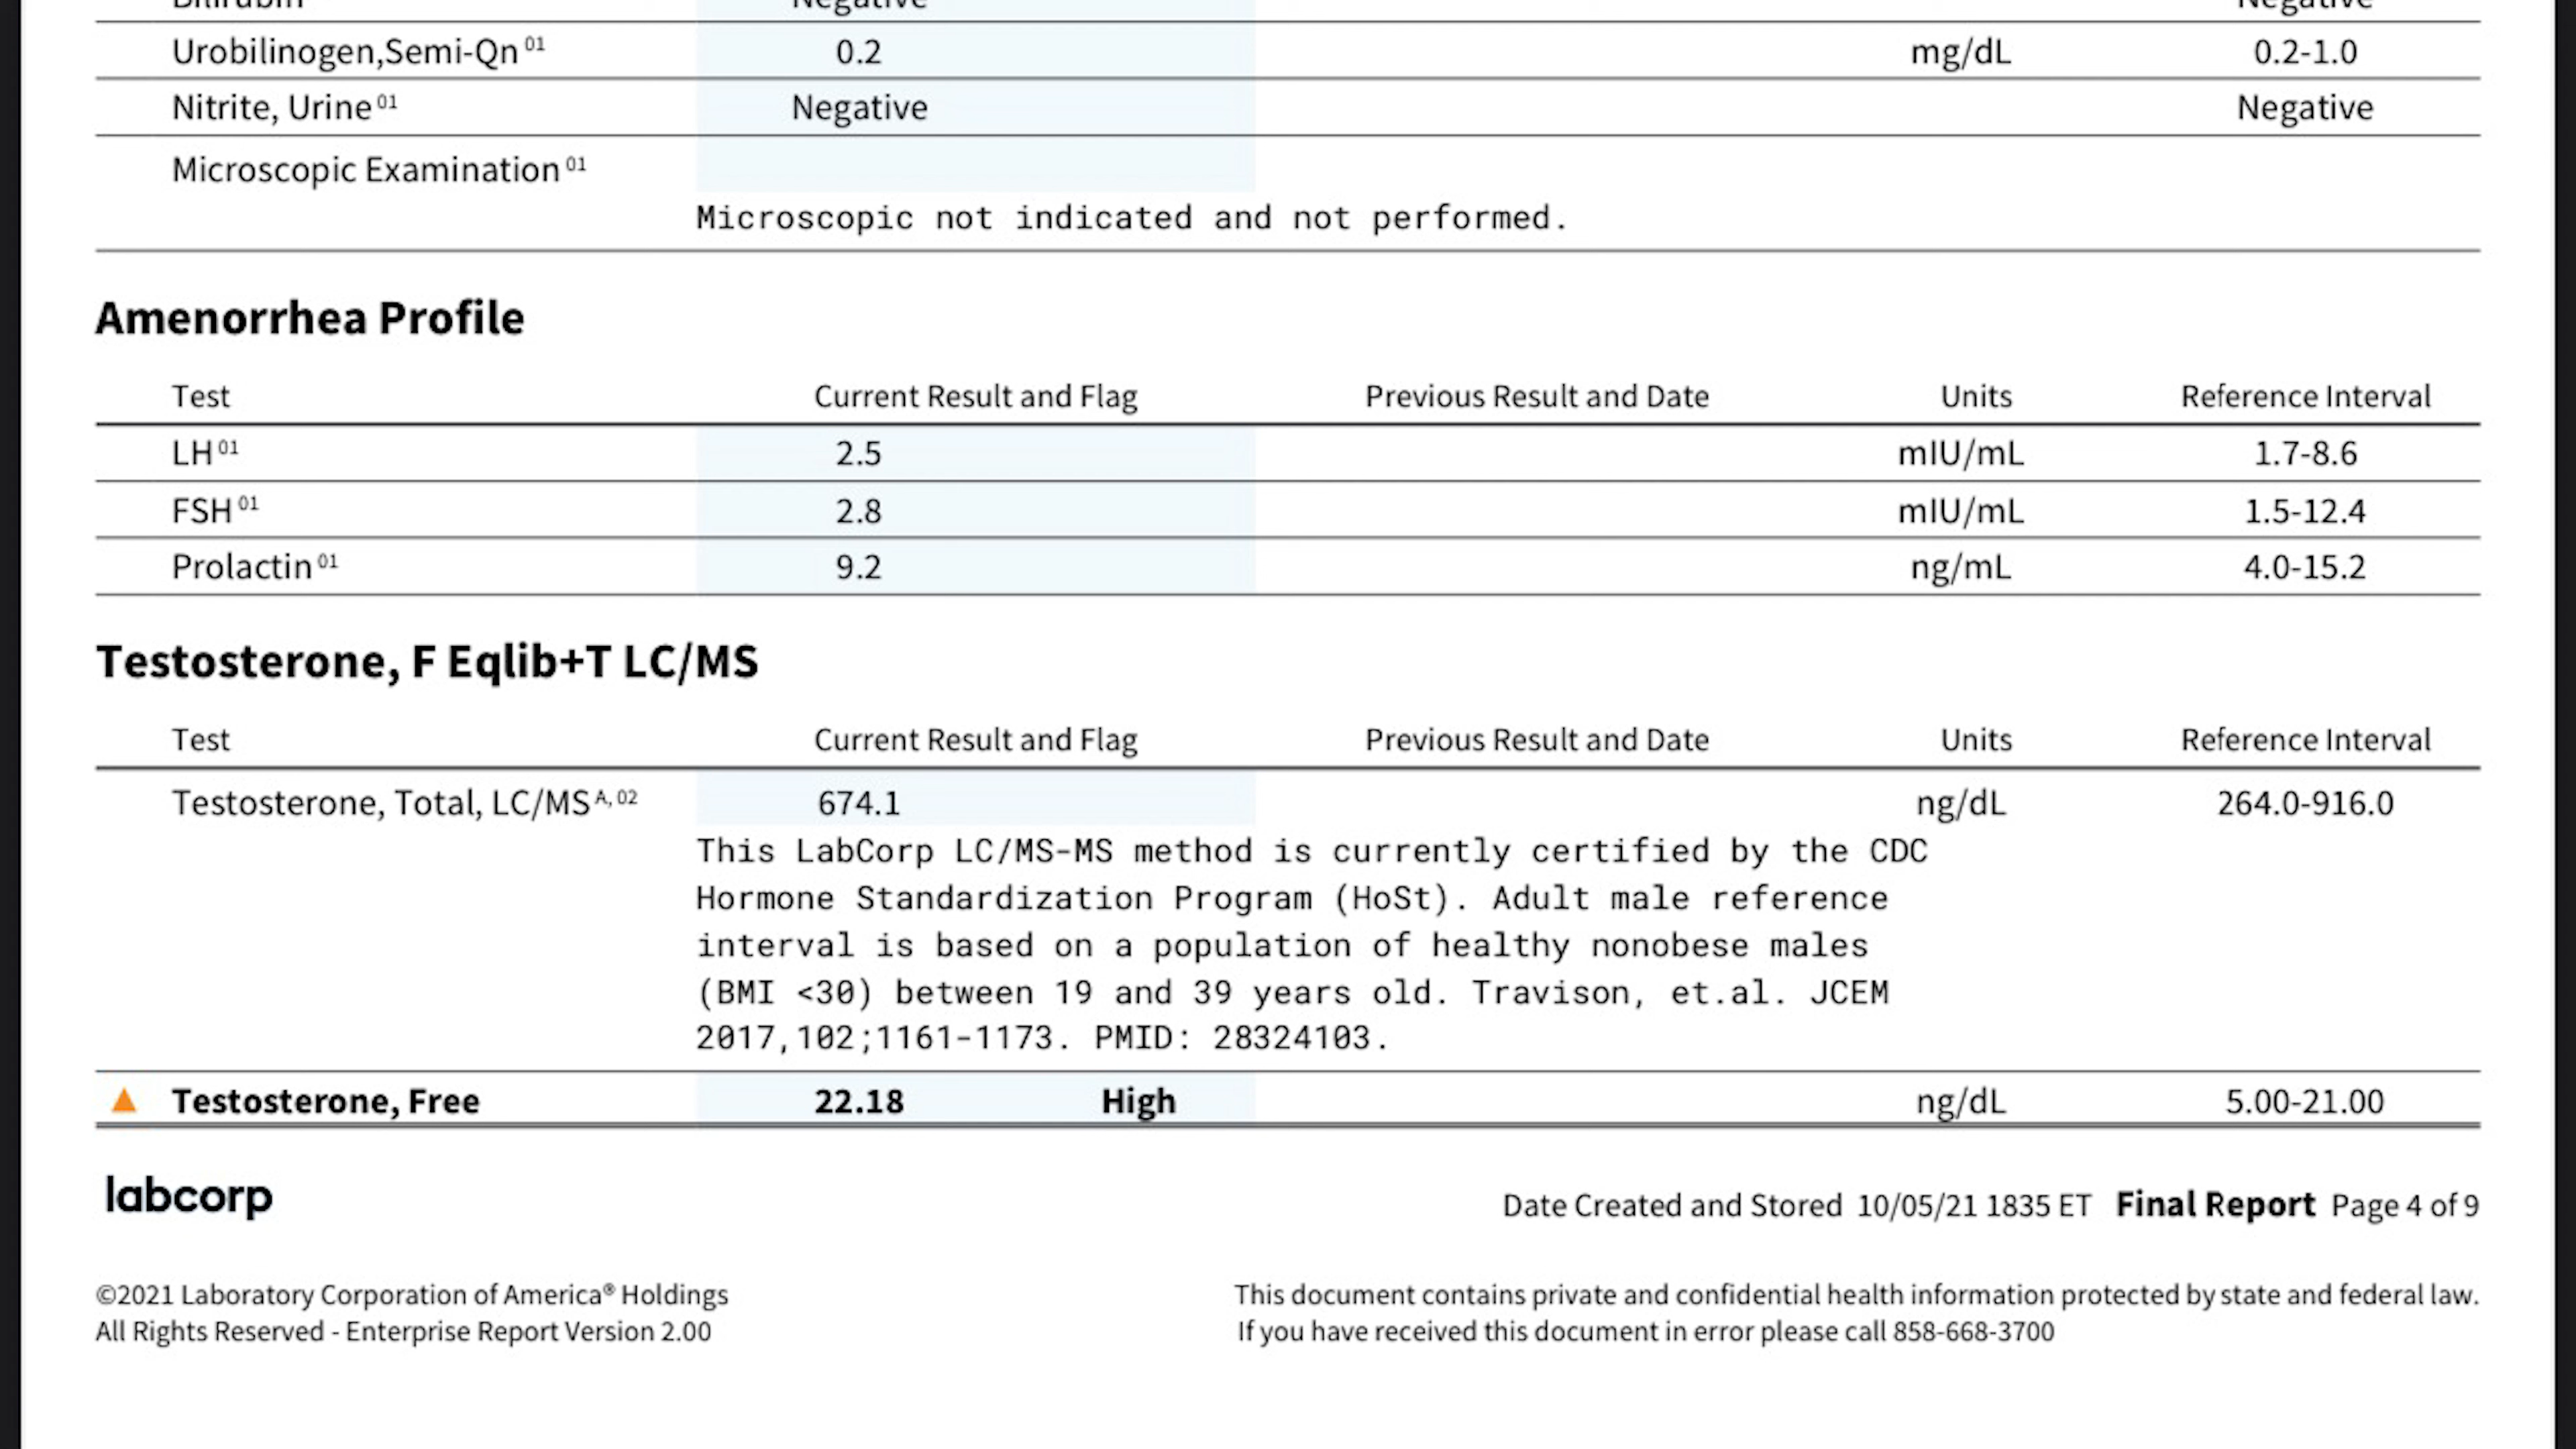 Bilirubin Negative Negative
Urobilinogen,Semi-Qn 01 0.2 mg/dL 0.2-1.0
Nitrite, Urine 01 Negative Negative
Microscopic Examination 01
Microscopic not indicated and not performed.
Amenorrhea Profile
Test Current Result and Flag Previous Result and Date Units Reference Interval
LH 01 2.5 mIU/mL 1.7-8.6
FSH 01 2.8 mIU/mL 1.5-12.4
Prolactin 01 9.2 ng/mL 4.0-15.2
Testosterone, F Eqlib+T LC/MS
Test Current Result and Flag Previous Result and Date Units Reference Interval
Testosterone, Total, LC/MS A, 02 674.1 ng/dL 264.0-916.0
This LabCorp LC/MS-MS method is currently certified by the CDC
Hormone Standardization Program (HoSt). Adult male reference
interval is based on a population of healthy nonobese males
(BMI <30) between 19 and 39 years old. Travison, et.al. JCEM
2017,102;1161-1173. PMID: 28324103.
▲ Testosterone, Free 22.18 High ng/dL 5.00-21.00
labcorp
Date Created and Stored 10/05/21 1835 ET Final Report Page 4 of 9
©2021 Laboratory Corporation of America® Holdings
All Rights Reserved - Enterprise Report Version 2.00
This document contains private and confidential health information protected by state and federal law.
If you have received this document in error please call 858-668-3700